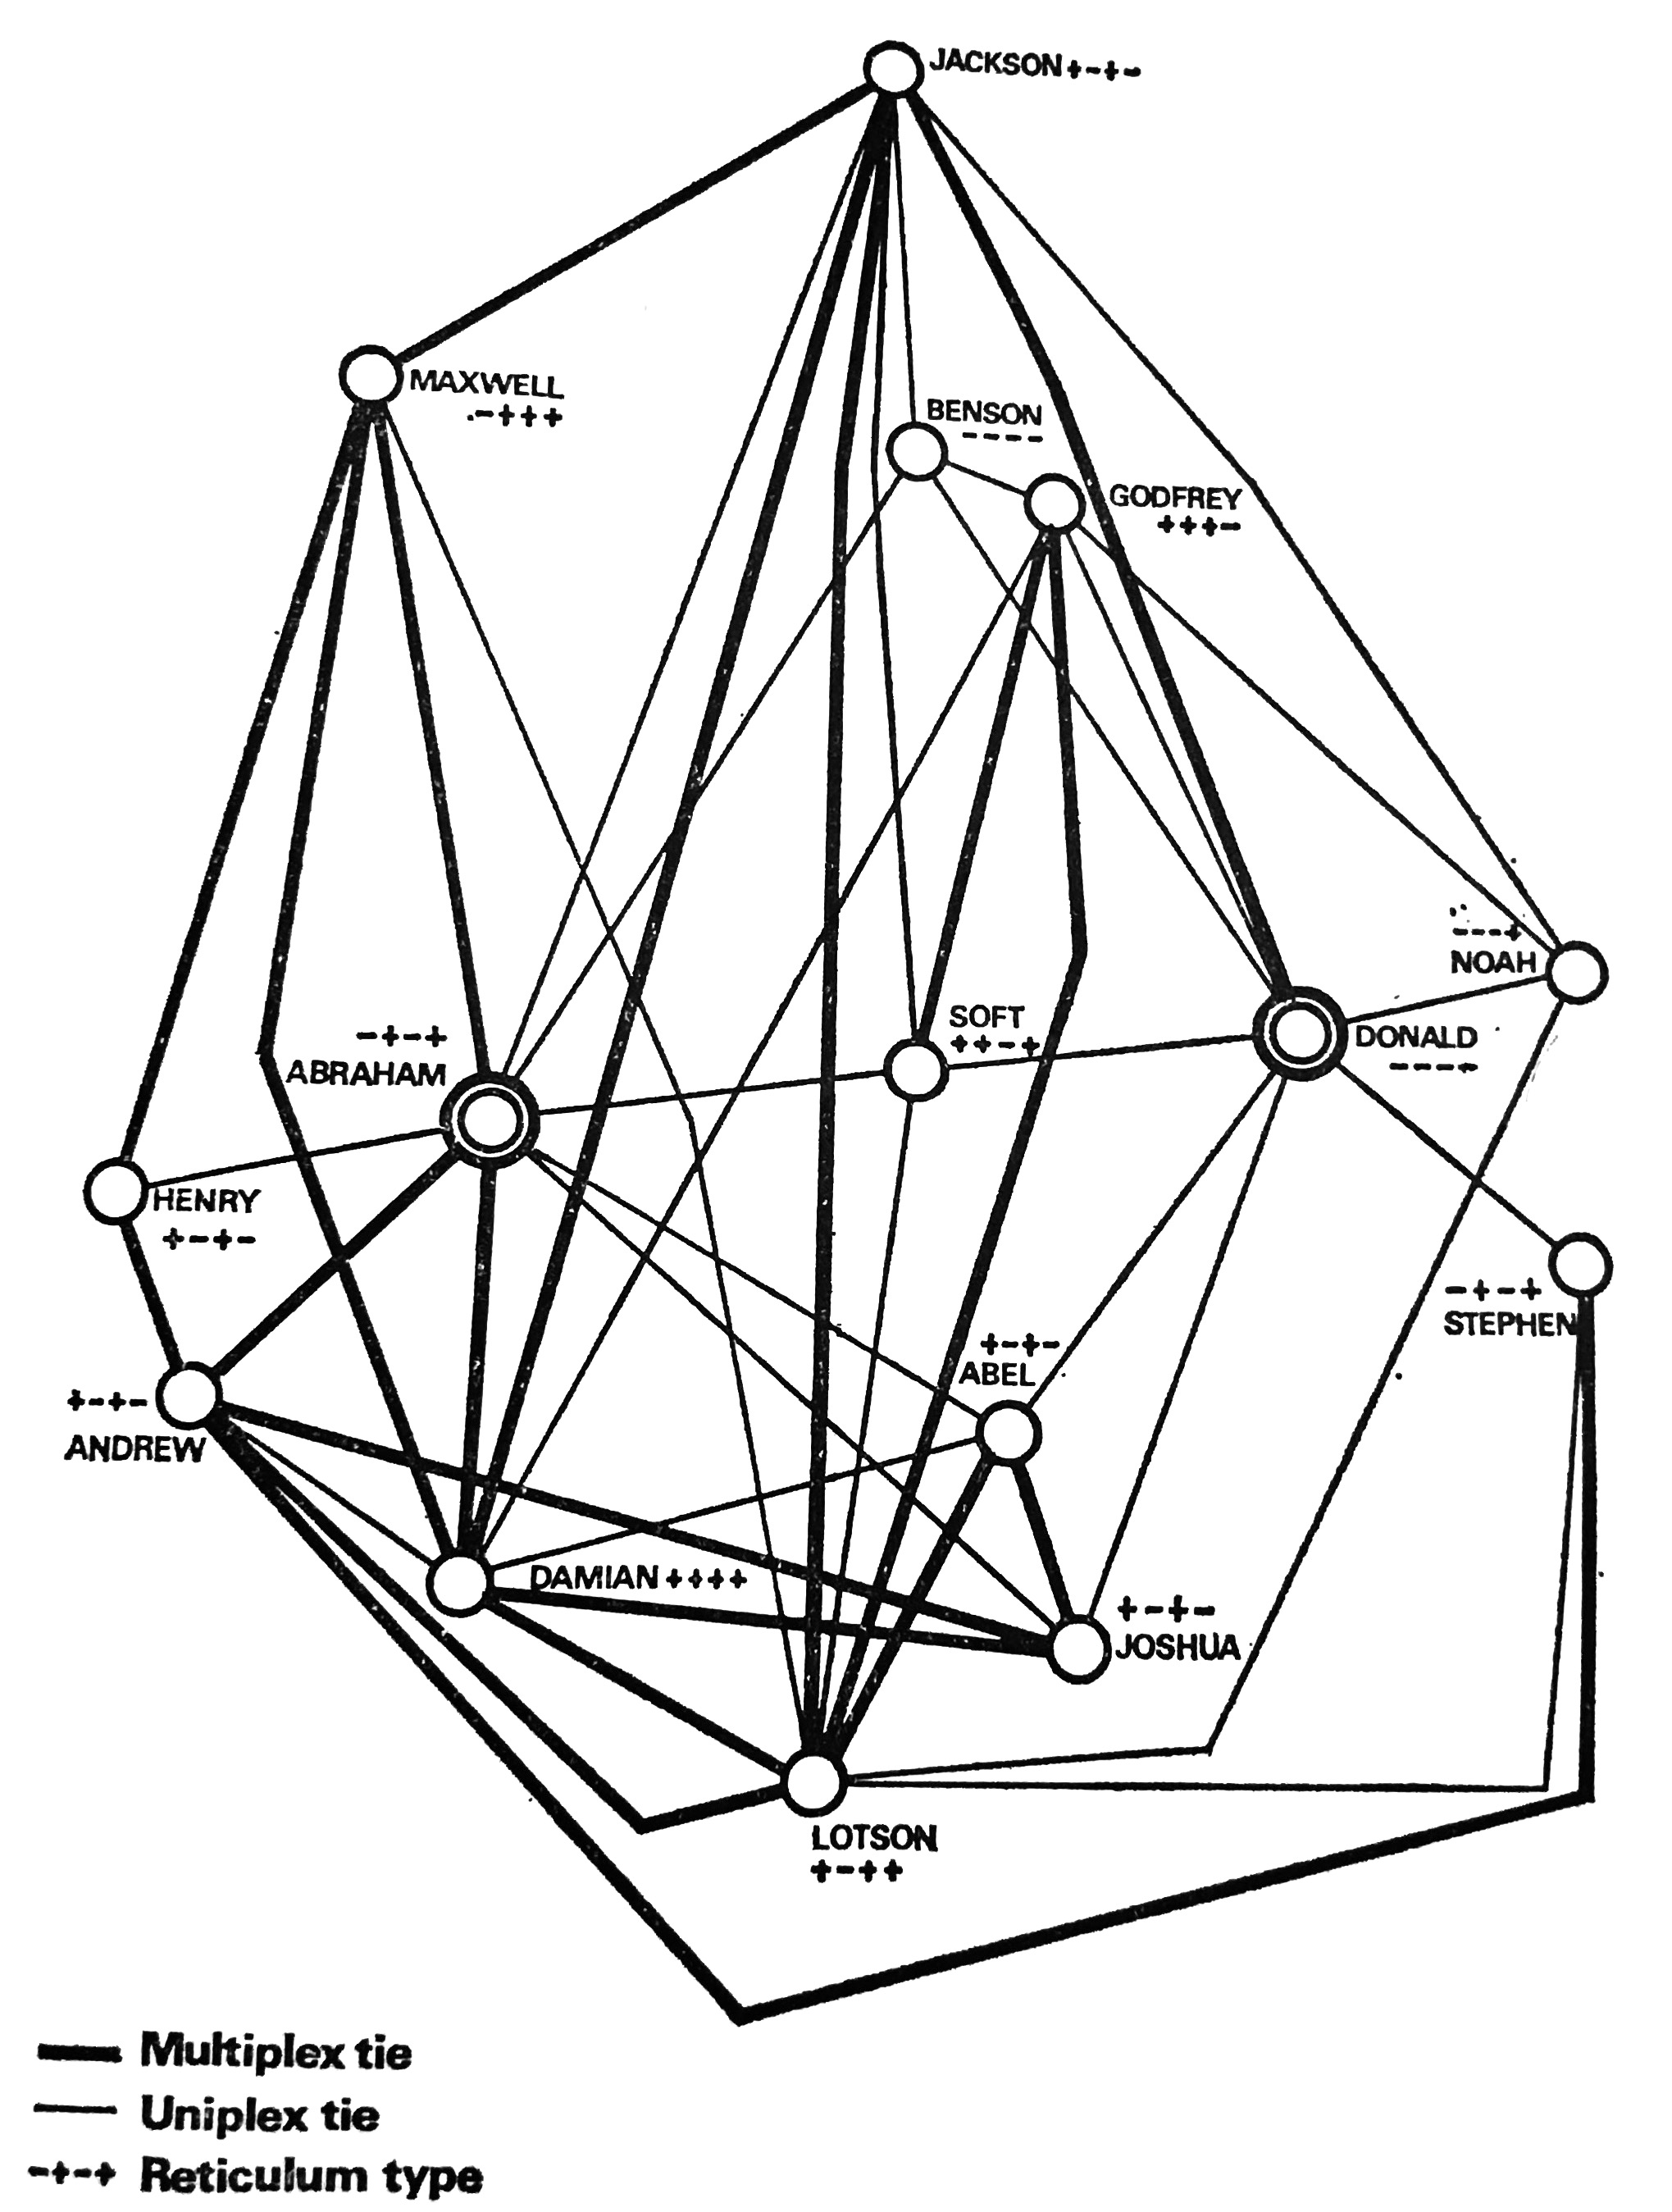 JACKSON+-+-
MAXWELL
-+++
BENSON
----
GODFREY
+++-
---+
NOAH
SOFT
++-+
DONALD
----
-+-+
ABRAHAM
HENRY
+-+-
-+-+
STEPHEN
+-+-
ABEL
+-+-
ANDREW
DAMIAN++++
+-+-
JOSHUA
LOTSON
+-++
Multiplex tie
Uniplex tie
-+-+ Reticulum type